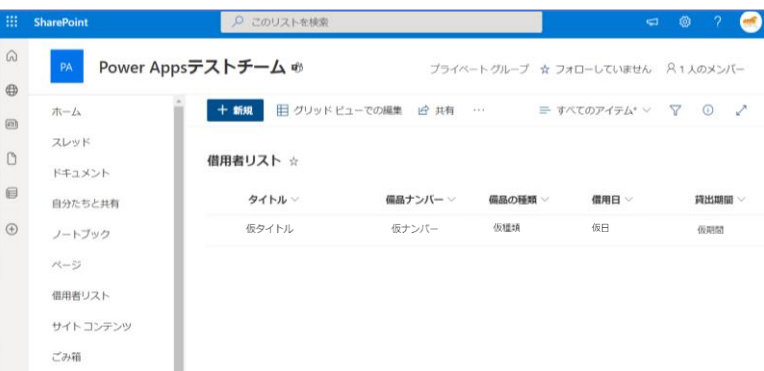 SharePoint
このリストを検索
?
PA
Power Appsテストチーム
プライベート グループ ☆ フォローしていません 1 人のメンバー
ホーム
スレッド
ドキュメント
自分たちと共有
ノートブック
ページ
借用者リスト
サイト コンテンツ
ごみ箱
+ 新規 グリッド ビューでの編集 共有 … すべてのアイテム*
借用者リスト ☆
タイトル 備品ナンバー 備品の種類 借用日 貸出期間
仮タイトル 仮ナンバー 仮種類 仮日 仮期間